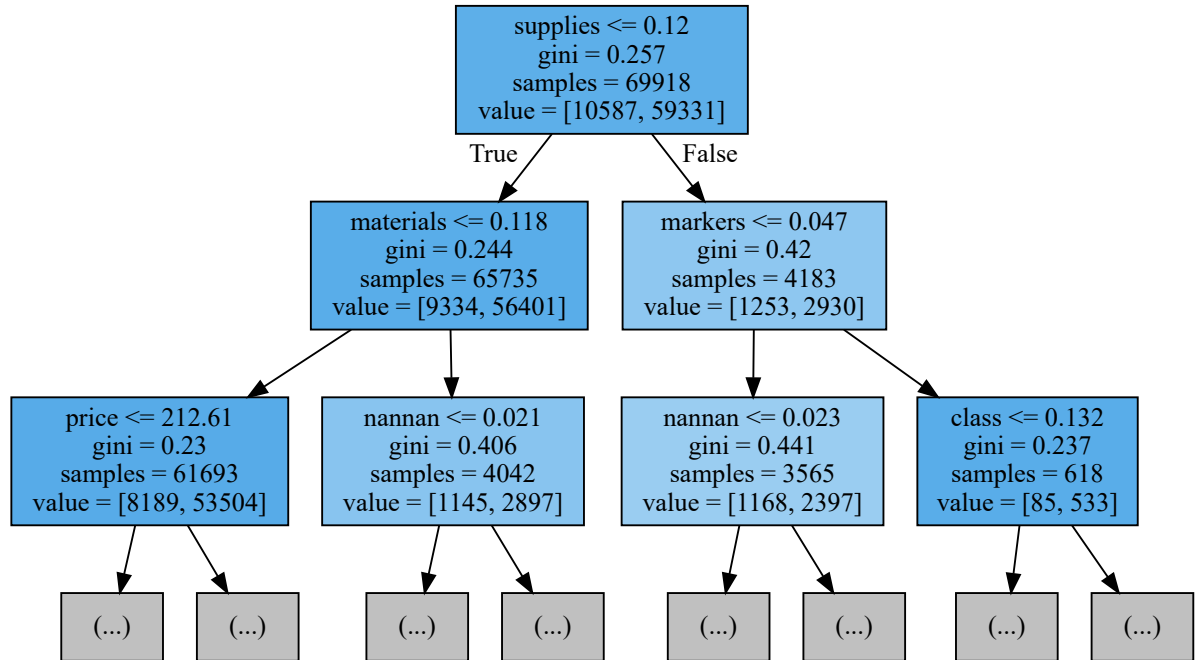 supplies <= 0.12
gini = 0.257
samples = 69918
value = [10587, 59331]
True
False
materials <= 0.118
gini = 0.244
samples = 65735
value = [9334, 56401]
markers <= 0.047
gini = 0.42
samples = 4183
value = [1253, 2930]
price <= 212.61
gini = 0.23
samples = 61693
value = [8189, 53504]
nannan <= 0.021
gini = 0.406
samples = 4042
value = [1145, 2897]
nannan <= 0.023
gini = 0.441
samples = 3565
value = [1168, 2397]
class <= 0.132
gini = 0.237
samples = 618
value = [85, 533]
(...)
(...)
(...)
(...)
(...)
(...)
(...)
(...)